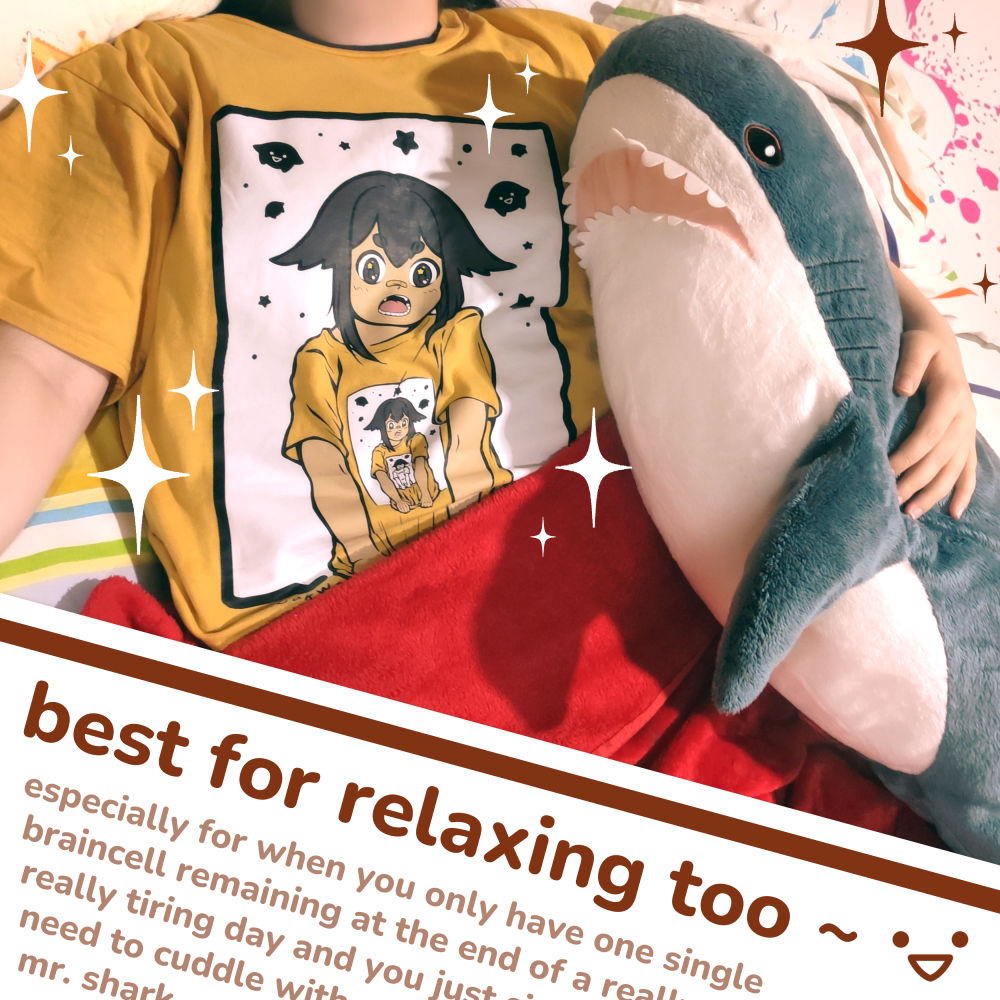 best for relaxing too ~
especially for when you only have one single
braincell remaining at the end of a really
really tiring day and you just
need to cuddle with
mr. shark